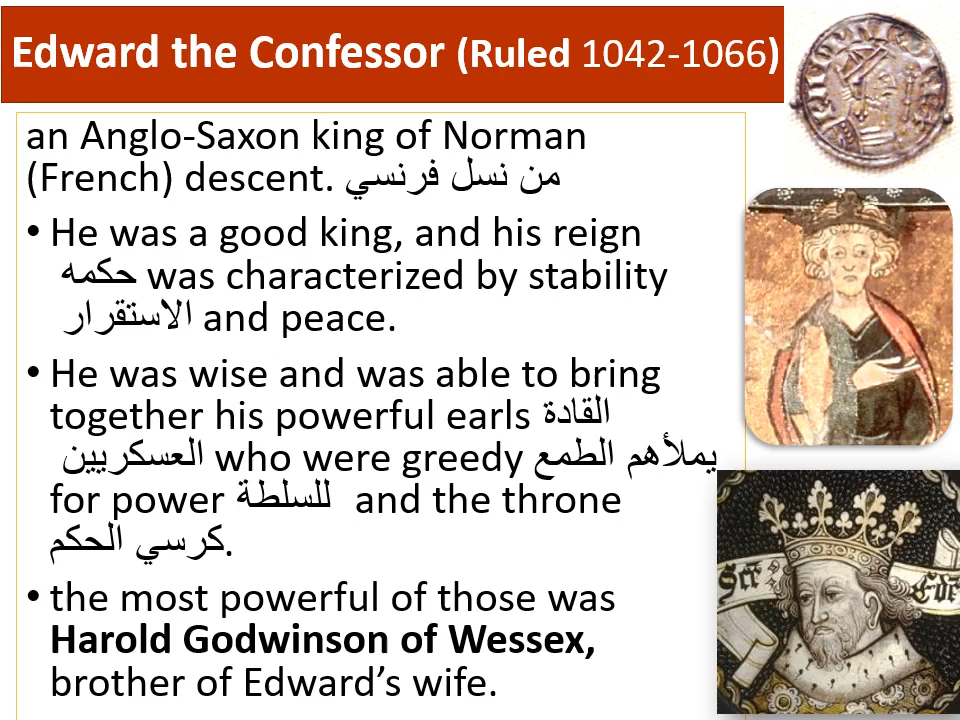 Edward the Confessor (Ruled 1042-1066)
an Anglo-Saxon king of Norman
(French) descent. من نسل فرنسي
• He was a good king, and his reign
حكمه was characterized by stability
الاستقرار and peace.
• He was wise and was able to bring
together his powerful earls القادة
العسكريين who were greedy يملأهم الطمع
for power للسلطة and the throne
كرسي الحكم.
• the most powerful of those was
Harold Godwinson of Wessex,
brother of Edward’s wife.